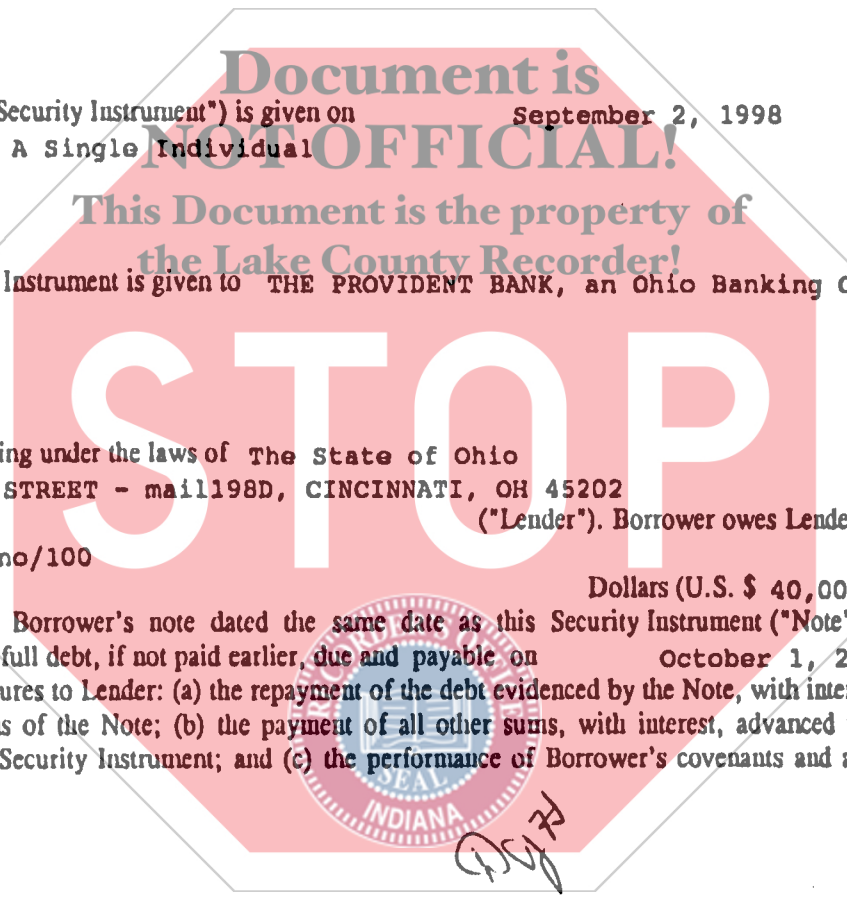 Document is
Security Instrument") is given on September 2, 1998
A Single Individual
NOT OFFICIAL!
This Document is the property of
the Lake County Recorder!
Instrument is given to THE PROVIDENT BANK, an Ohio Banking C
STOP
ing under the laws of The State of Ohio
STREET - mail198D, CINCINNATI, OH 45202
("Lender"). Borrower owes Lende
no/100
Dollars (U.S. $ 40,00
Borrower's note dated the same date as this Security Instrument ("Note"
full debt, if not paid earlier, due and payable on October 1, 2
ures to Lender: (a) the repayment of the debt evidenced by the Note, with inter
s of the Note; (b) the payment of all other sums, with interest, advanced
Security Instrument; and (c) the performance of Borrower's covenants and a
SEAL
INDIANA